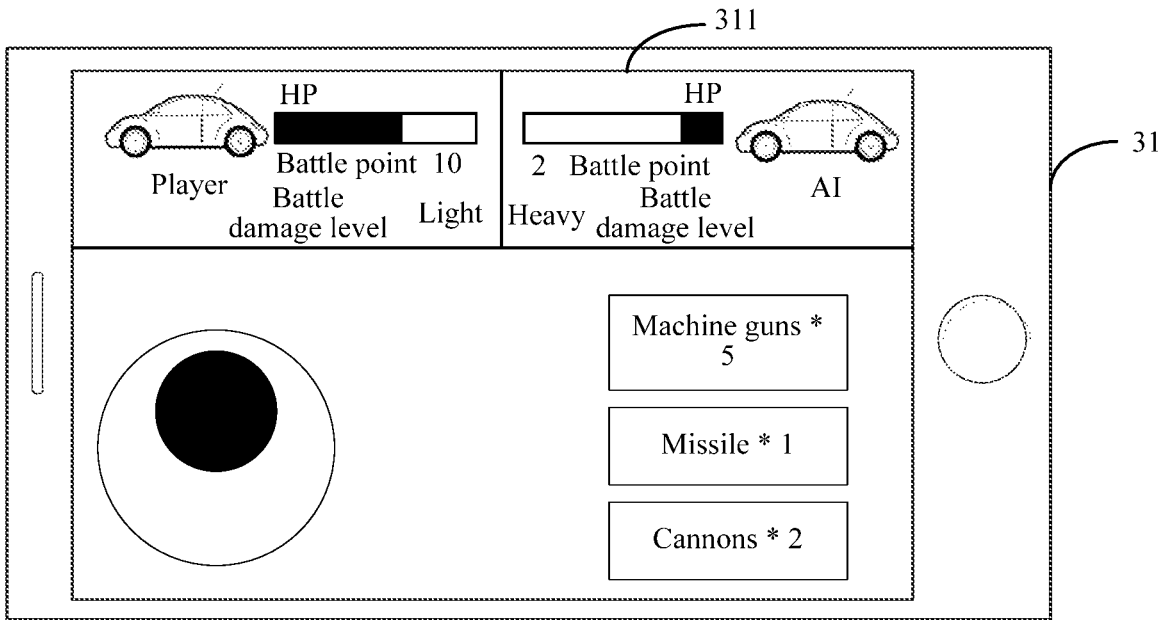 311
31
HP
Battle point 10
Player
Battle
damage level
Light
HP
2 Battle point
AI
Heavy
Battle
damage level
Machine guns *
5
Missile * 1
Cannons * 2